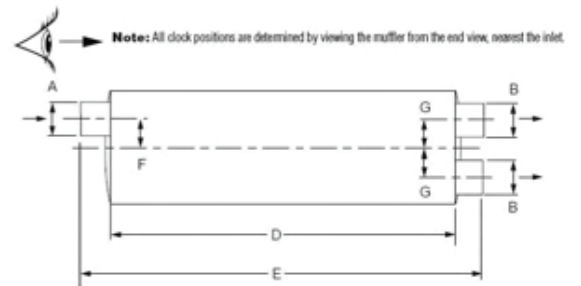 Note: All clock positions are determined by viewing the muffler from the end view, nearest the inlet.
A
B
G
F
G
B
D
E